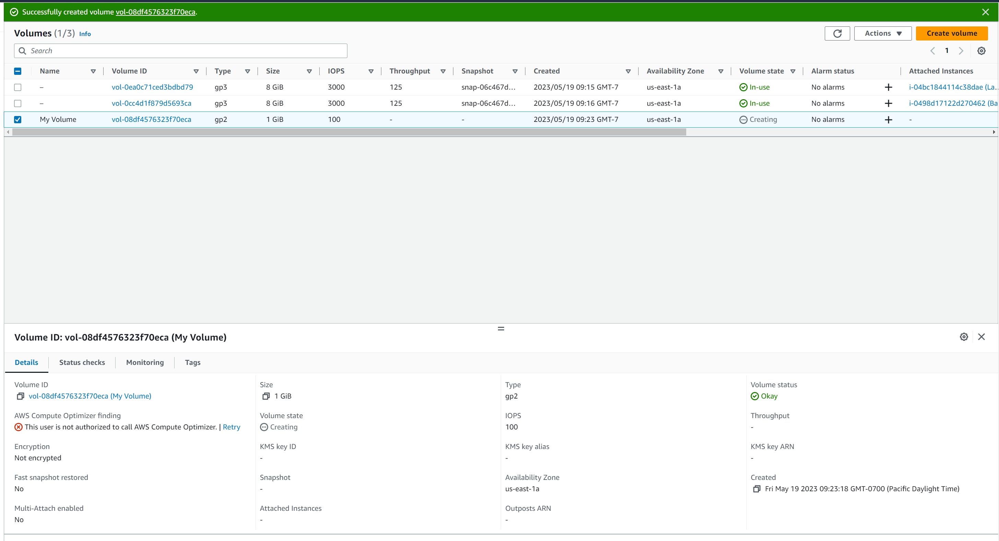 Successfully created volume vol-08df4576323f70eca.
Volumes (1/3) Info
Actions
Create volume
Search
1
Name Volume ID Type Size IOPS Throughput Snapshot Created Availability Zone Volume state Alarm status Attached Instances
– vol-0ea0c71ced3bdbd79 gp3 8 GiB 3000 125 snap-06c467d... 2023/05/19 09:15 GMT-7 us-east-1a In-use No alarms + i-04bc1844114c38dae (La...
– vol-0cc4d1f879d5693ca gp3 8 GiB 3000 125 snap-06c467d... 2023/05/19 09:16 GMT-7 us-east-1a In-use No alarms + i-0498d17122d270462 (Ba
My Volume vol-08df4576323f70eca gp2 1 GiB 100 - - 2023/05/19 09:23 GMT-7 us-east-1a Creating No alarms + -
Volume ID: vol-08df4576323f70eca (My Volume)
Details Status checks Monitoring Tags
Volume ID Size Type Volume status
vol-08df4576323f70eca (My Volume) 1 GiB gp2 Okay
AWS Compute Optimizer finding Volume state IOPS Throughput
This user is not authorized to call AWS Compute Optimizer. | Retry Creating 100 -
Encryption KMS key ID KMS key alias KMS key ARN
Not encrypted - - -
Fast snapshot restored Snapshot Availability Zone Created
No - us-east-1a Fri May 19 2023 09:23:18 GMT-0700 (Pacific Daylight Time)
Multi-Attach enabled Attached Instances Outposts ARN
No - -